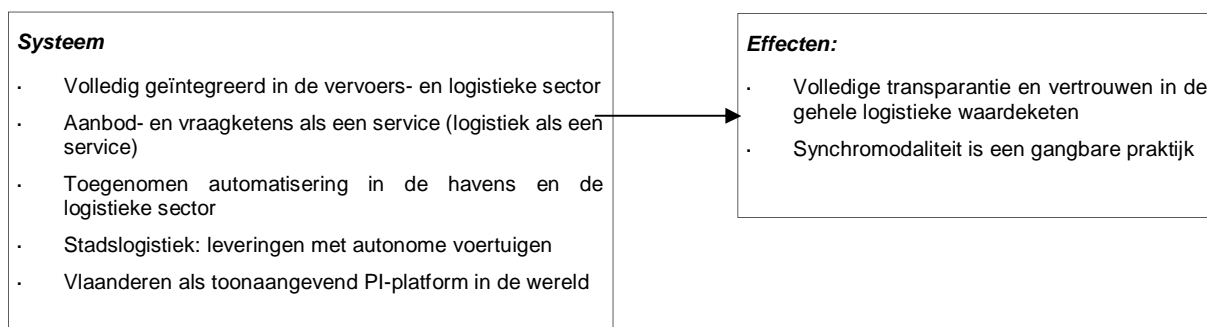 Systeem
· Volledig geïntegreerd in de vervoers- en logistieke sector
· Aanbod- en vraagketens als een service (logistiek als een
service)
· Toegenomen automatisering in de havens en de
logistieke sector
· Stadslogistiek: leveringen met autonome voertuigen
· Vlaanderen als toonaangevend PI-platform in de wereld
Effecten:
· Volledige transparantie en vertrouwen in de
gehele logistieke waardeketen
· Synchromodaliteit is een gangbare praktijk